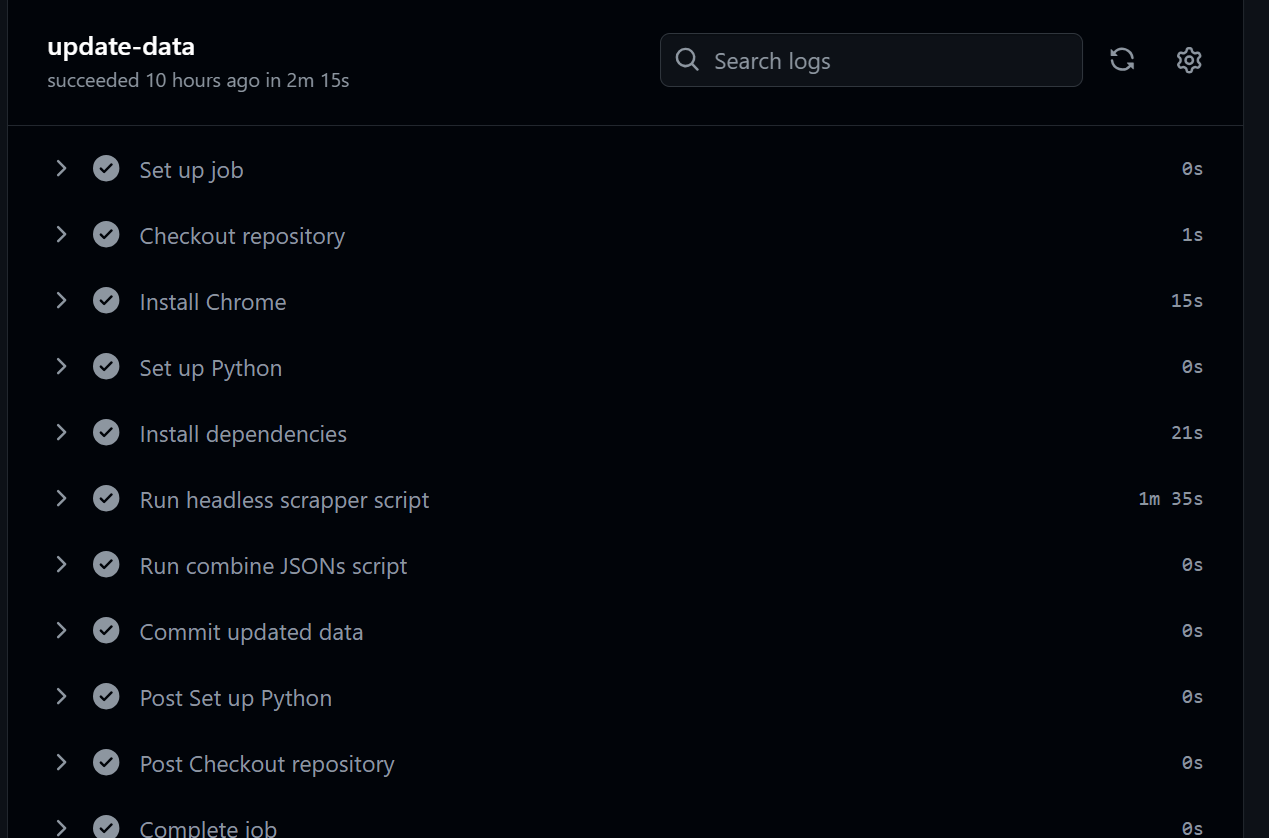 update-data
succeeded 10 hours ago in 2m 15s
Search logs
Set up job 0s
Checkout repository 1s
Install Chrome 15s
Set up Python 0s
Install dependencies 21s
Run headless scrapper script 1m 35s
Run combine JSONs script 0s
Commit updated data 0s
Post Set up Python 0s
Post Checkout repository 0s
Complete job 0s